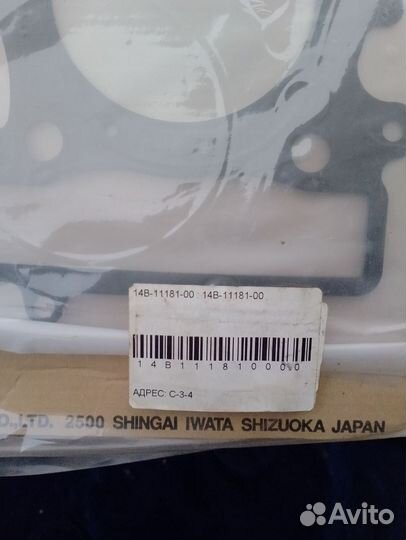 14B-11181-00 14B-11181-00
14B111810000
АДРЕС: С-3-4
LTD. 2500 SHINGAI IWATA SHIZUOKA JAPAN
Avito